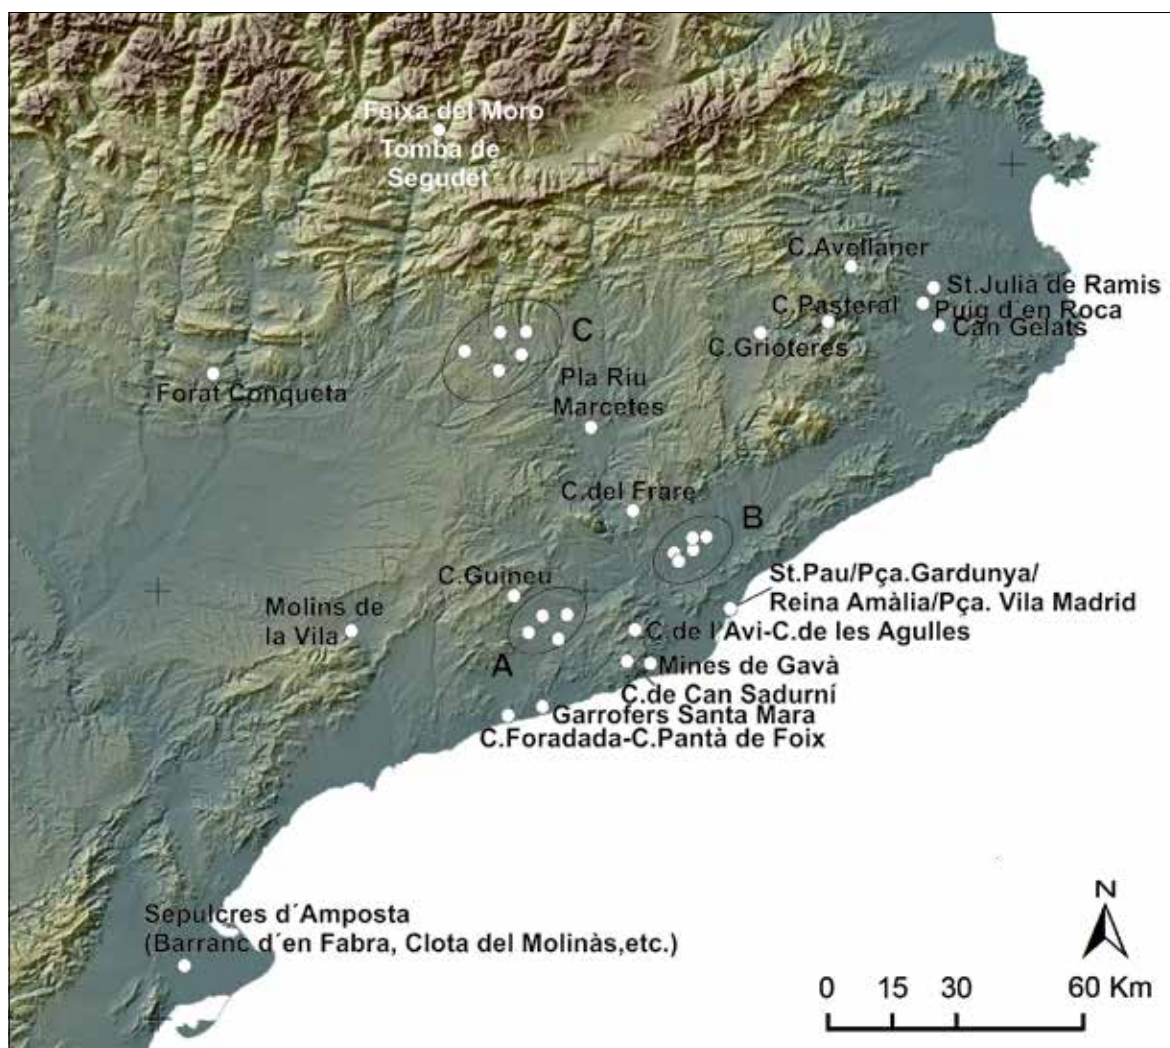 Feixa del Moro
Tomba de
Segudet
C.Avellaner
St.Julià de Ramis
C.Pasteral
Puig d en Roca
Can Gelats
C.Grioteres
C
Pla Riu
Marcetes
Forat Conqueta
C.del Frare
B
C.Guineu
St.Pau/Pça.Gardunya/
Reina Amàlia/Pça. Vila Madrid
Molins de
la Vila
C.de l'Avi-C.de les Agulles
A
Mines de Gavà
C.de Can Sadurní
Garrofers Santa Mara
C.Foradada-C.Pantà de Foix
Sepulcres d´Amposta
(Barranc d´en Fabra, Clota del Molinàs,etc.)
N
0 15 30 60 Km